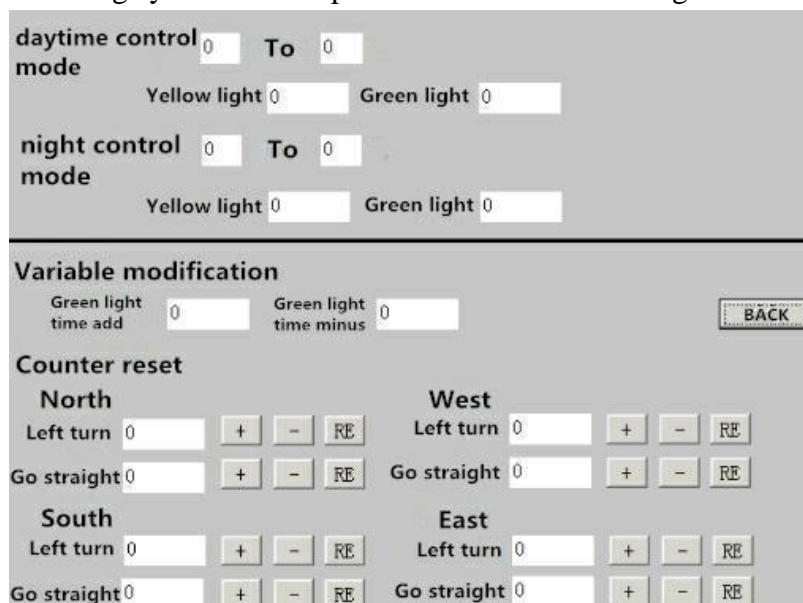 daytime control mode 0 To 0
Yellow light 0 Green light 0
night control mode 0 To 0
Yellow light 0 Green light 0
Variable modification
Green light time add 0 Green light time minus 0
BACK
Counter reset
North West
Left turn 0 + - RE Left turn 0 + - RE
Go straight 0 + - RE Go straight 0 + - RE
South East
Left turn 0 + - RE Left turn 0 + - RE
Go straight 0 + - RE Go straight 0 + - RE